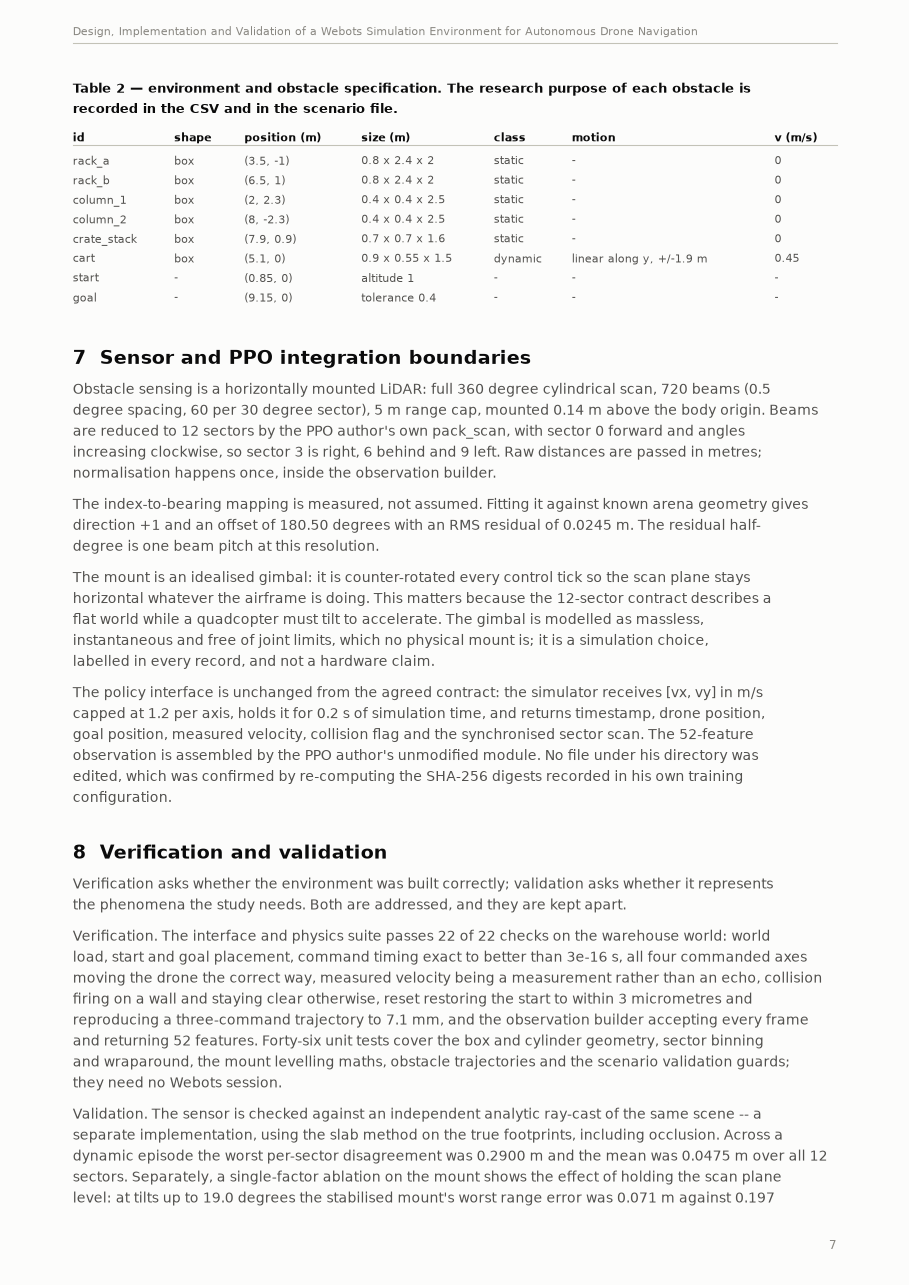 Design, Implementation and Validation of a Webots Simulation Environment for Autonomous Drone Navigation
Table 2 — environment and obstacle specification. The research purpose of each obstacle is
recorded in the CSV and in the scenario file.
id shape position (m) size (m) class motion v (m/s)
rack_a box (3.5, -1) 0.8 x 2.4 x 2 static - 0
rack_b box (6.5, 1) 0.8 x 2.4 x 2 static - 0
column_1 box (2, 2.3) 0.4 x 0.4 x 2.5 static - 0
column_2 box (8, -2.3) 0.4 x 0.4 x 2.5 static - 0
crate_stack box (7.9, 0.9) 0.7 x 0.7 x 1.6 static - 0
cart box (5.1, 0) 0.9 x 0.55 x 1.5 dynamic linear along y, +/-1.9 m 0.45
start - (0.85, 0) altitude 1 - - -
goal - (9.15, 0) tolerance 0.4 - - -
7 Sensor and PPO integration boundaries
Obstacle sensing is a horizontally mounted LiDAR: full 360 degree cylindrical scan, 720 beams (0.5
degree spacing, 60 per 30 degree sector), 5 m range cap, mounted 0.14 m above the body origin. Beams
are reduced to 12 sectors by the PPO author's own pack_scan, with sector 0 forward and angles
increasing clockwise, so sector 3 is right, 6 behind and 9 left. Raw distances are passed in metres;
normalisation happens once, inside the observation builder.
The index-to-bearing mapping is measured, not assumed. Fitting it against known arena geometry gives
direction +1 and an offset of 180.50 degrees with an RMS residual of 0.0245 m. The residual half-
degree is one beam pitch at this resolution.
The mount is an idealised gimbal: it is counter-rotated every control tick so the scan plane stays
horizontal whatever the airframe is doing. This matters because the 12-sector contract describes a
flat world while a quadcopter must tilt to accelerate. The gimbal is modelled as massless,
instantaneous and free of joint limits, which no physical mount is; it is a simulation choice,
labelled in every record, and not a hardware claim.
The policy interface is unchanged from the agreed contract: the simulator receives [vx, vy] in m/s
capped at 1.2 per axis, holds it for 0.2 s of simulation time, and returns timestamp, drone position,
goal position, measured velocity, collision flag and the synchronised sector scan. The 52-feature
observation is assembled by the PPO author's unmodified module. No file under his directory was
edited, which was confirmed by re-computing the SHA-256 digests recorded in his own training
configuration.
8 Verification and validation
Verification asks whether the environment was built correctly; validation asks whether it represents
the phenomena the study needs. Both are addressed, and they are kept apart.
Verification. The interface and physics suite passes 22 of 22 checks on the warehouse world: world
load, start and goal placement, command timing exact to better than 3e-16 s, all four commanded axes
moving the drone the correct way, measured velocity being a measurement rather than an echo, collision
firing on a wall and staying clear otherwise, reset restoring the start to within 3 micrometres and
reproducing a three-command trajectory to 7.1 mm, and the observation builder accepting every frame
and returning 52 features. Forty-six unit tests cover the box and cylinder geometry, sector binning
and wraparound, the mount levelling maths, obstacle trajectories and the scenario validation guards;
they need no Webots session.
Validation. The sensor is checked against an independent analytic ray-cast of the same scene -- a
separate implementation, using the slab method on the true footprints, including occlusion. Across a
dynamic episode the worst per-sector disagreement was 0.2900 m and the mean was 0.0475 m over all 12
sectors. Separately, a single-factor ablation on the mount shows the effect of holding the scan plane
level: at tilts up to 19.0 degrees the stabilised mount's worst range error was 0.071 m against 0.197
7